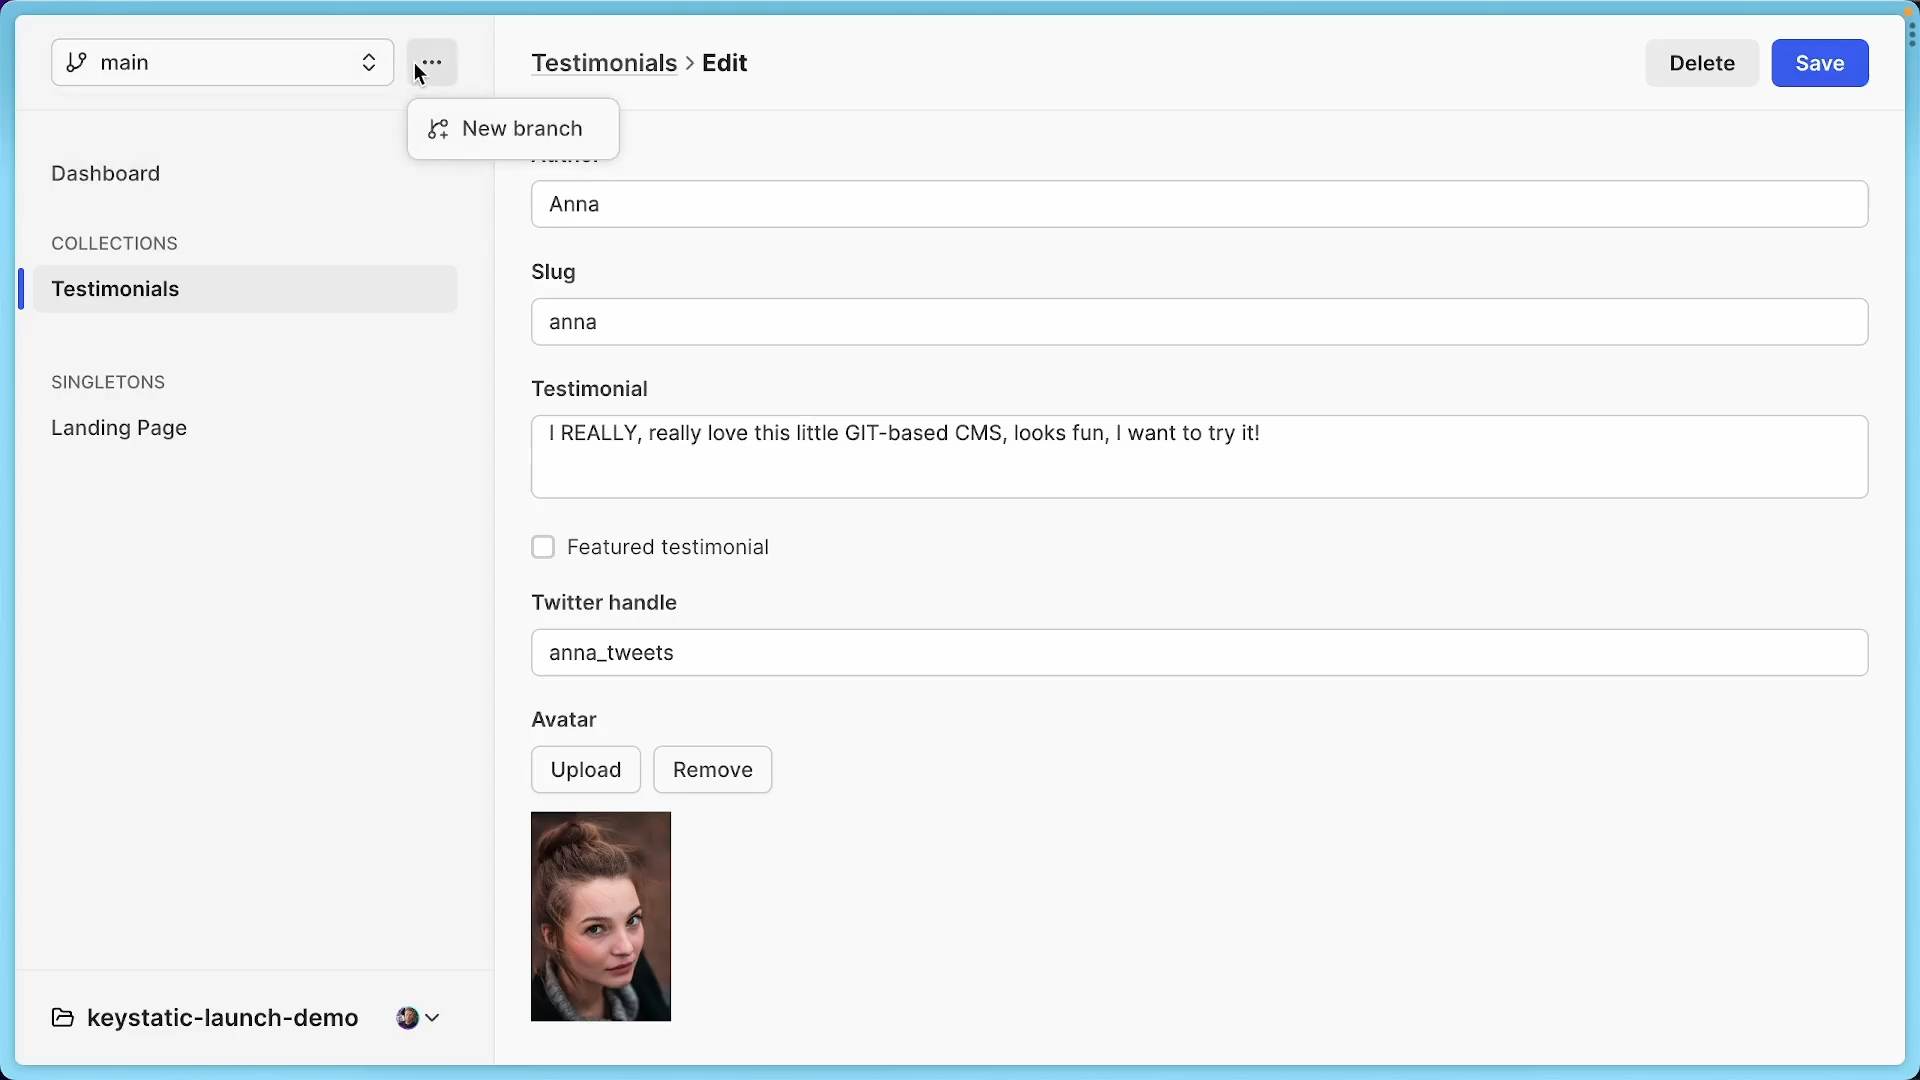 main
Testimonials > Edit
Delete
Save
New branch
Dashboard
COLLECTIONS
Testimonials
SINGLETONS
Landing Page
Anna
Slug
anna
Testimonial
I REALLY, really love this little GIT-based CMS, looks fun, I want to try it!
Featured testimonial
Twitter handle
anna_tweets
Avatar
Upload
Remove
keystatic-launch-demo